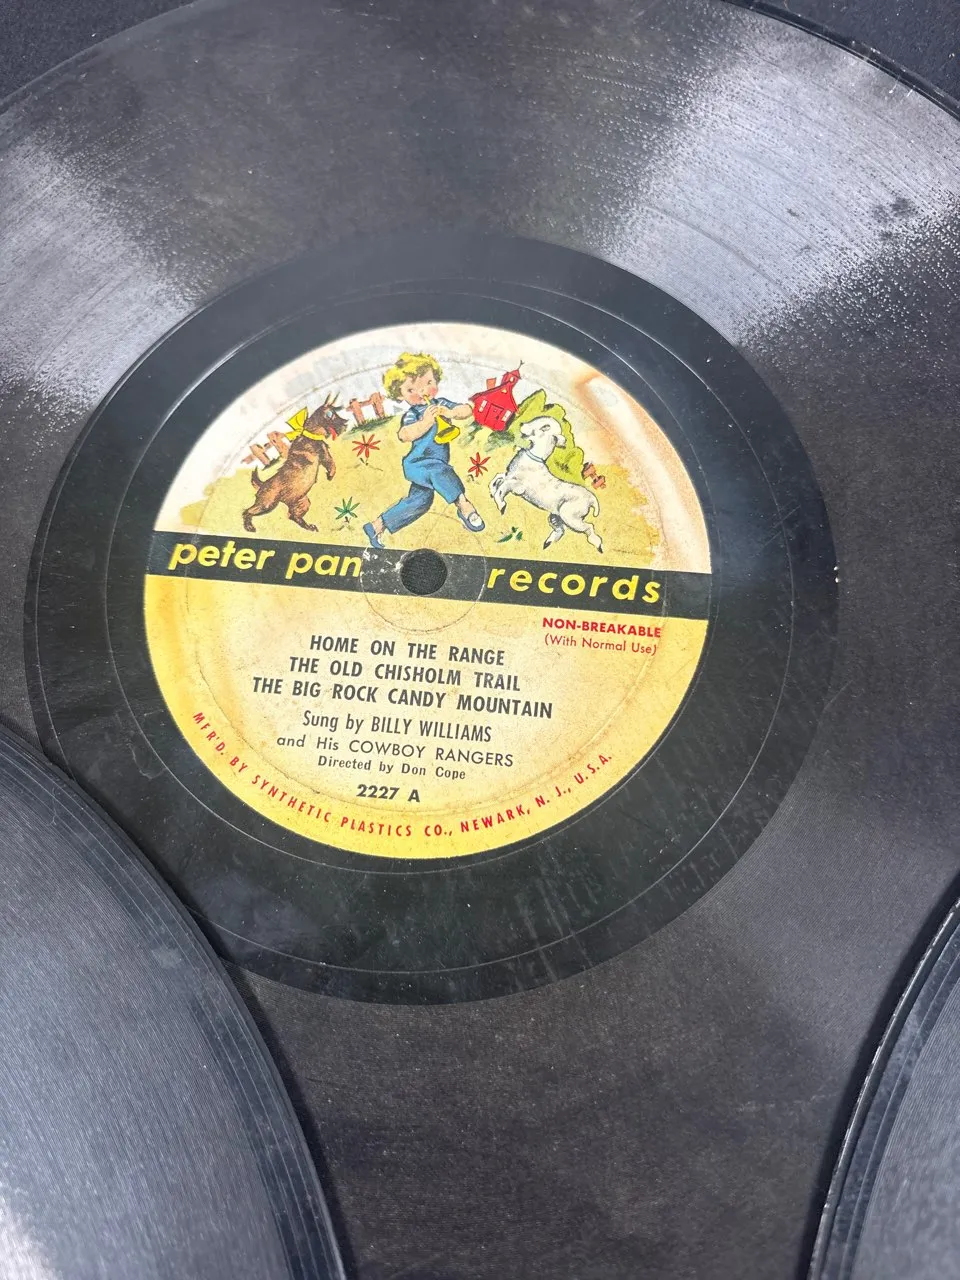 peter pan records
NON-BREAKABLE
(With Normal Use)
HOME ON THE RANGE
THE OLD CHISHOLM TRAIL
THE BIG ROCK CANDY MOUNTAIN
Sung by BILLY WILLIAMS
and His COWBOY RANGERS
Directed by Don Cope
2227 A
MFR'D. BY SYNTHETIC PLASTICS CO., NEWARK, N. J., U.S.A.